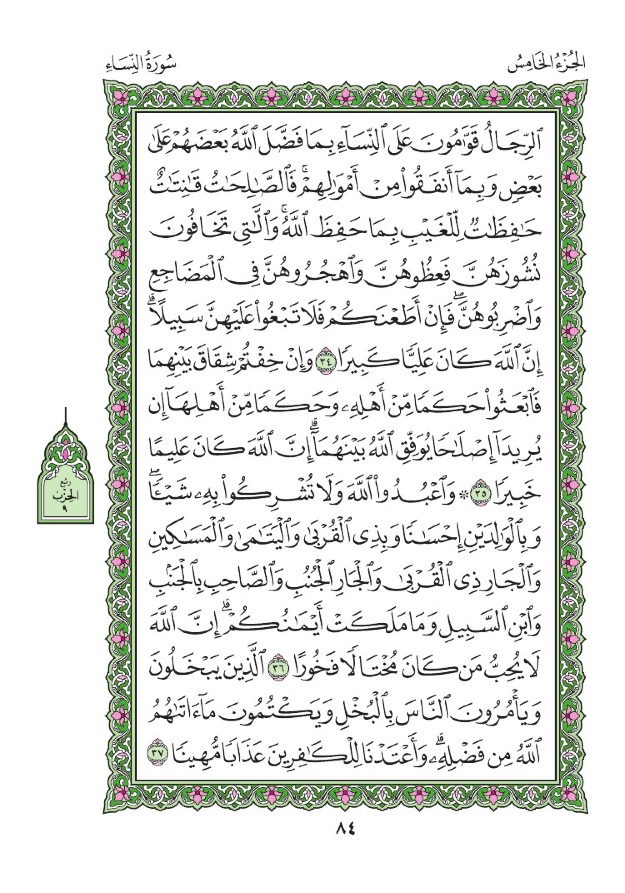 الجُزْءُ الخَامِسُ
سُورَةُ النِّسَاءِ
ٱلرِّجَالُ قَوَّٰمُونَ عَلَى ٱلنِّسَآءِ بِمَا فَضَّلَ ٱللَّهُ بَعْضَهُمْ عَلَىٰ
بَعْضٖ وَبِمَآ أَنفَقُواْ مِنْ أَمْوَٰلِهِمْۚ فَٱلصَّٰلِحَٰتُ قَٰنِتَٰتٌ
حَٰفِظَٰتٞ لِّلْغَيْبِ بِمَا حَفِظَ ٱللَّهُۚ وَٱلَّٰتِي تَخَافُونَ
نُشُوزَهُنَّ فَعِظُوهُنَّ وَٱهْجُرُوهُنَّ فِي ٱلْمَضَاجِعِ
وَٱضْرِبُوهُنَّۖ فَإِنْ أَطَعْنَكُمْ فَلَا تَبْغُواْ عَلَيْهِنَّ سَبِيلًاۗ
إِنَّ ٱللَّهَ كَانَ عَلِيّٗا كَبِيرٗا ٣٤ وَإِنْ خِفْتُمْ شِقَاقَ بَيْنِهِمَا
فَٱبْعَثُواْ حَكَمٗا مِّنْ أَهْلِهِۦ وَحَكَمٗا مِّنْ أَهْلِهَآ إِن
يُرِيدَآ إِصْلَٰحٗا يُوَفِّقِ ٱللَّهُ بَيْنَهُمَآۗ إِنَّ ٱللَّهَ كَانَ عَلِيمًا
خَبِيرٗا ٣٥ ۞ وَٱعْبُدُواْ ٱللَّهَ وَلَا تُشْرِكُواْ بِهِۦ شَيْـٔٗاۖ
وَبِٱلْوَٰلِدَيْنِ إِحْسَٰنٗا وَبِذِي ٱلْقُرْبَىٰ وَٱلْيَتَٰمَىٰ وَٱلْمَسَٰكِينِ
وَٱلْجَارِ ذِي ٱلْقُرْبَىٰ وَٱلْجَارِ ٱلْجُنُبِ وَٱلصَّاحِبِ بِٱلْجَنۢبِ
وَٱبْنِ ٱلسَّبِيلِ وَمَا مَلَكَتْ أَيْمَٰنُكُمْۗ إِنَّ ٱللَّهَ
لَا يُحِبُّ مَن كَانَ مُخْتَالٗا فَخُورًا ٣٦ ٱلَّذِينَ يَبْخَلُونَ
وَيَأْمُرُونَ ٱلنَّاسَ بِٱلْبُخْلِ وَيَكْتُمُونَ مَآ ءَاتَىٰهُمُ
ٱللَّهُ مِن فَضْلِهِۦۗ وَأَعْتَدْنَا لِلْكَٰفِرِينَ عَذَابٗا مُّهِينٗا ٣٧
ربع
الحزب
٩
٨٤